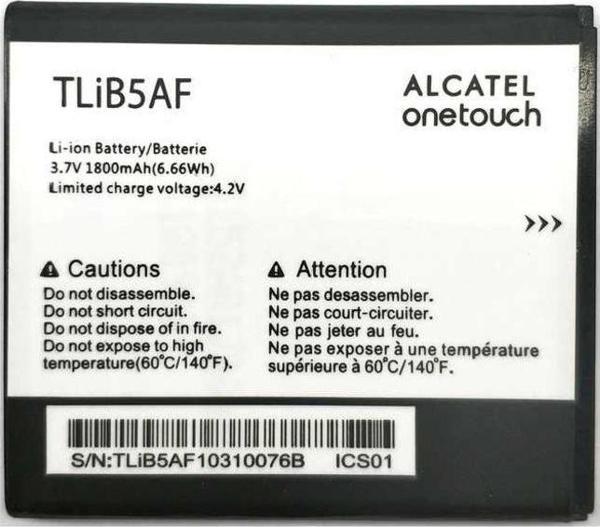 TLiB5AF
ALCATEL
onetouch
Li-ion Battery/Batterie
3.7V 1800mAh(6.66Wh)
Limited charge voltage:4.2V
Cautions
Do not disassemble.
Do not short circuit.
Do not dispose of in fire.
Do not expose to high
temperature(60°C/140°F).
Attention
Ne pas desassembler.
Ne pas court-circuiter.
Ne pas jeter au feu.
Ne pas exposer à une température
supérieure à 60°C/140°F.
S/N:TLiB5AF10310076B ICS01